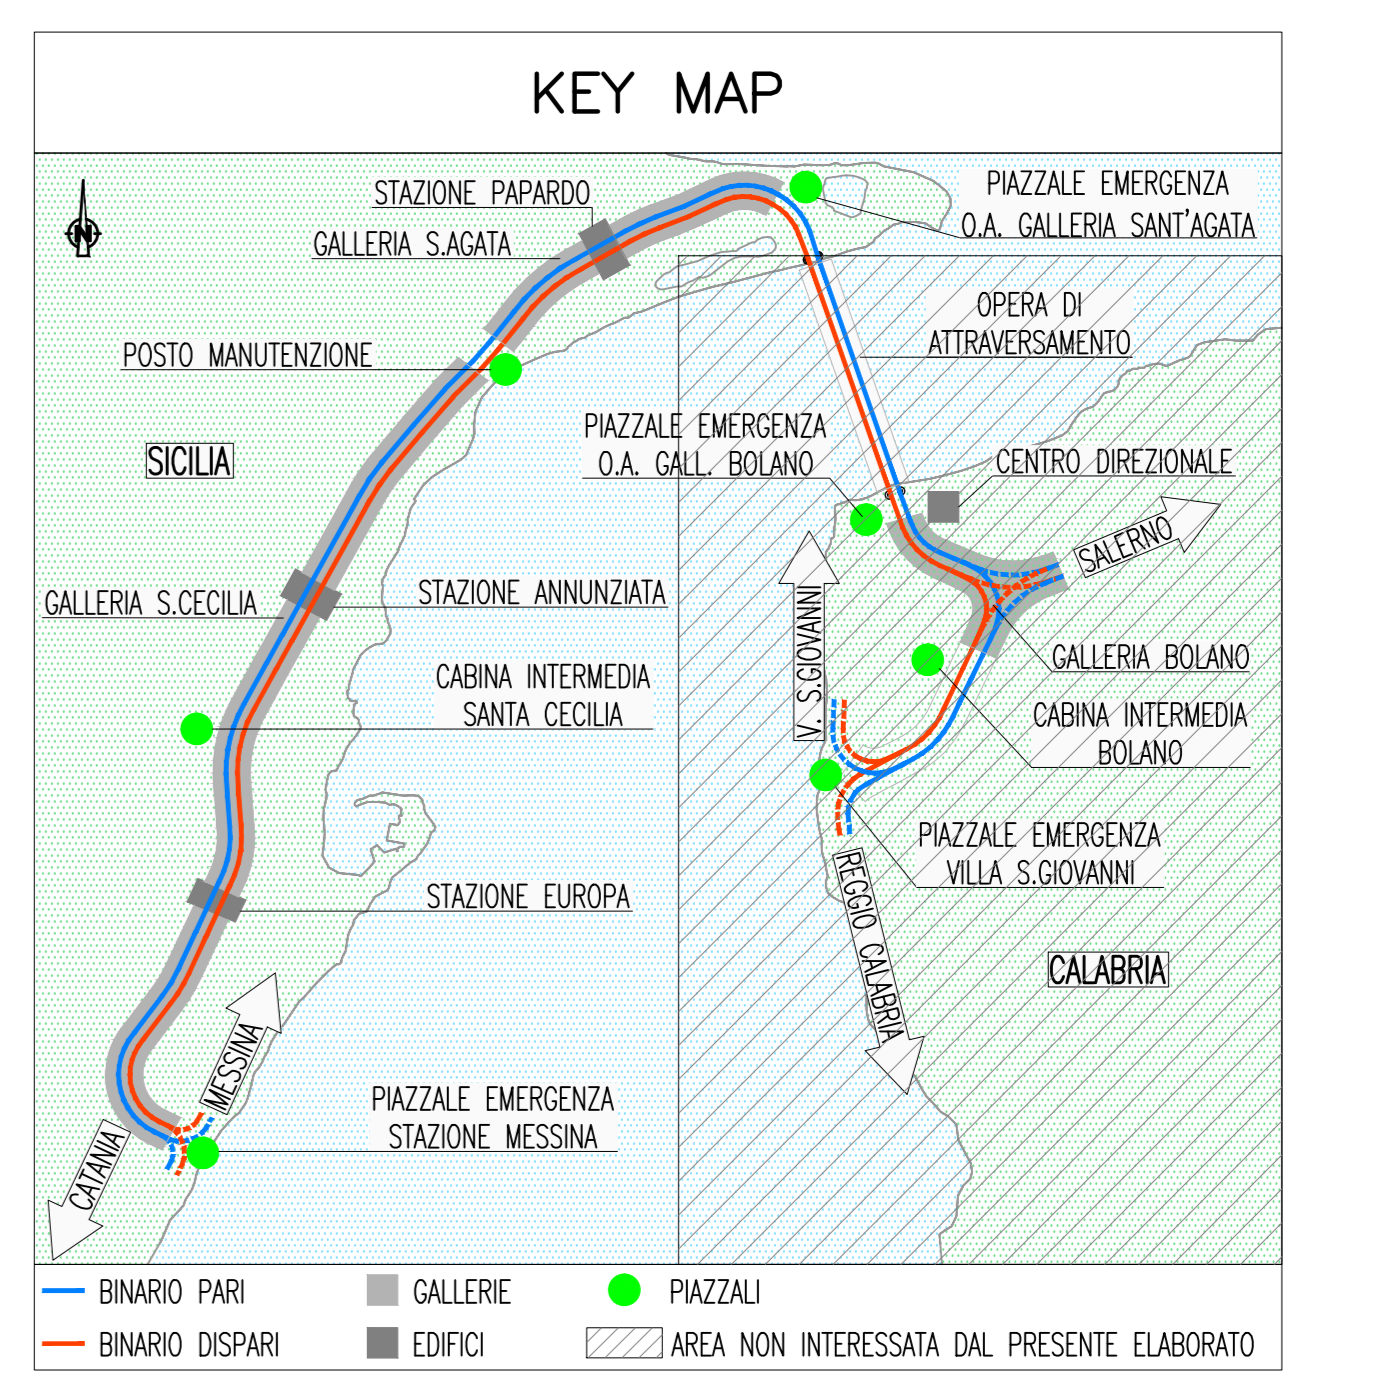 KEY MAP
N
STAZIONE PAPARDO
GALLERIA S.AGATA
PIAZZALE EMERGENZA
O.A. GALLERIA SANT'AGATA
OPERA DI
ATTRAVERSAMENTO
POSTO MANUTENZIONE
SICILIA
PIAZZALE EMERGENZA
O.A. GALL. BOLANO
CENTRO DIREZIONALE
SALERNO
GALLERIA S.CECILIA
STAZIONE ANNUNZIATA
V. S.GIOVANNI
GALLERIA BOLANO
CABINA INTERMEDIA
SANTA CECILIA
CABINA INTERMEDIA
BOLANO
PIAZZALE EMERGENZA
VILLA S.GIOVANNI
STAZIONE EUROPA
REGGIO CALABRIA
CALABRIA
MESSINA
PIAZZALE EMERGENZA
STAZIONE MESSINA
CATANIA
BINARIO PARI
GALLERIE
PIAZZALI
BINARIO DISPARI
EDIFICI
AREA NON INTERESSATA DAL PRESENTE ELABORATO